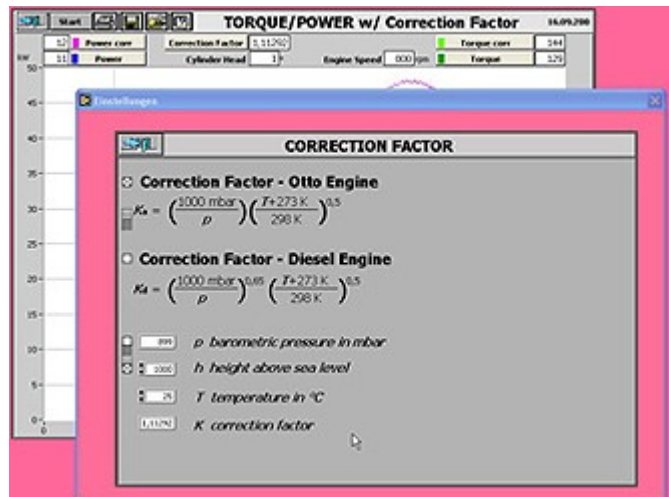 Start TORQUE/POWER w/ Correction Factor 16.09.200
12 Power corr Correction Factor 1,11292 Torque corr 144
kW 11 Power Cylinder Head 1 Engine Speed 000 rpm Torque 129
50
Einstellungen
45
CORRECTION FACTOR
40
35
Correction Factor - Otto Engine
Ka = (1000 mbar / p) (T+273 K / 298 K)^0,5
25
Correction Factor - Diesel Engine
20
Kd = (1000 mbar / p)^0,65 (T+273 K / 298 K)^0,5
15
899 p barometric pressure in mbar
10
1000 h height above sea level
5
25 T temperature in °C
1,11292 K correction factor
0
0